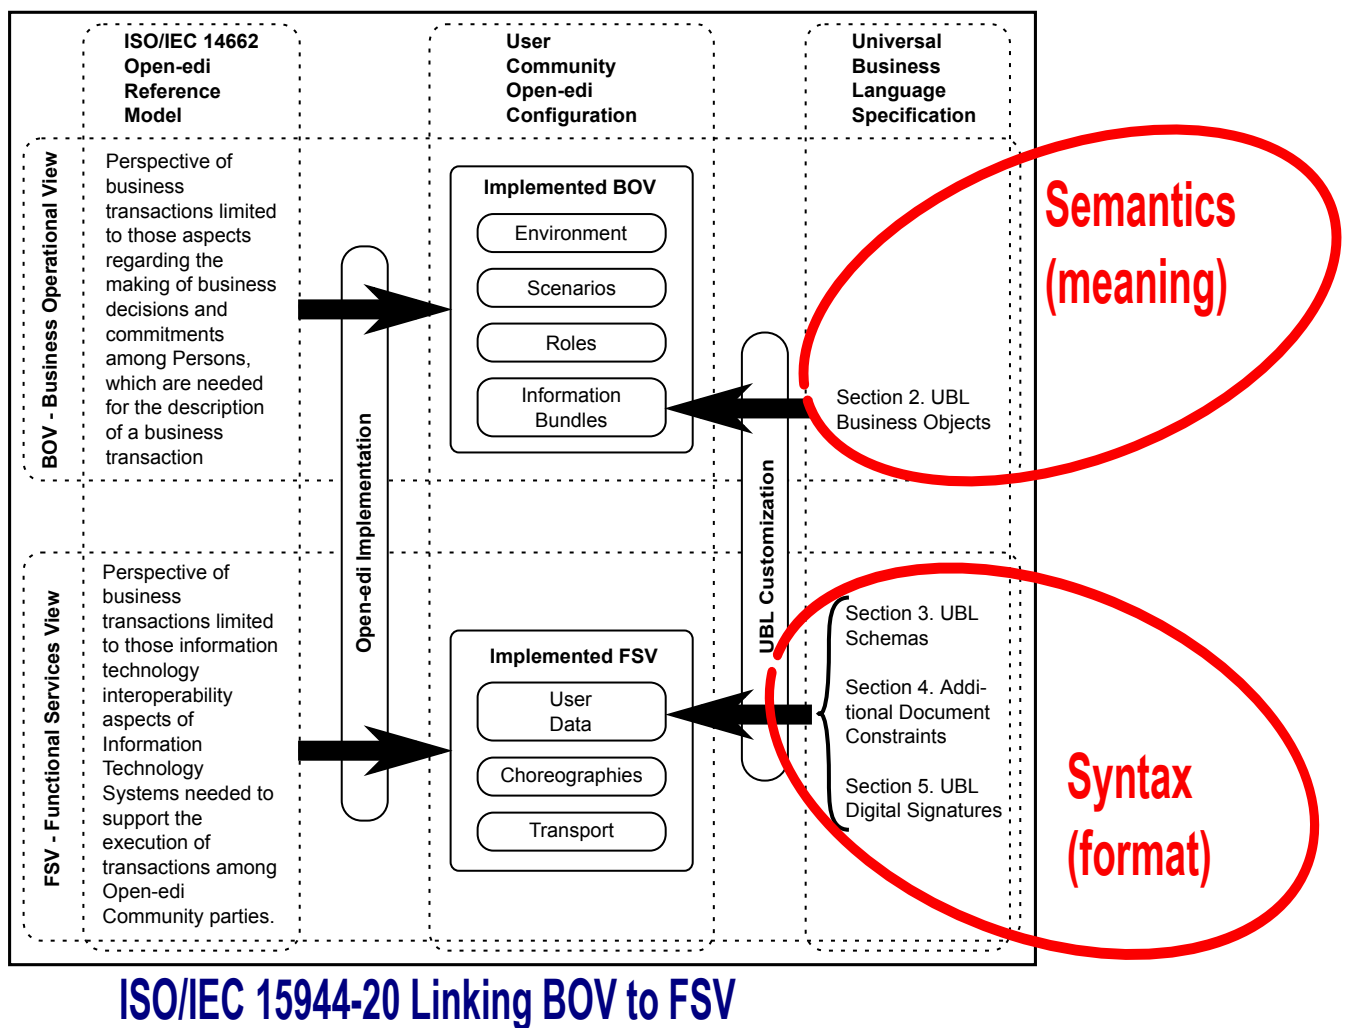 ISO/IEC 14662
Open-edi
Reference
Model
User
Community
Open-edi
Configuration
Universal
Business
Language
Specification
BOV - Business Operational View
Perspective of
business
transactions limited
to those aspects
regarding the
making of business
decisions and
commitments
among Persons,
which are needed
for the description
of a business
transaction
Open-edi Implementation
Implemented BOV
Environment
Scenarios
Roles
Information
Bundles
UBL Customization
Section 2. UBL
Business Objects
Semantics
(meaning)
FSV - Functional Services View
Perspective of
business
transactions limited
to those information
technology
interoperability
aspects of
Information
Technology
Systems needed to
support the
execution of
transactions among
Open-edi
Community parties.
Implemented FSV
User
Data
Choreographies
Transport
Section 3. UBL
Schemas
Section 4. Addi-
tional Document
Constraints
Section 5. UBL
Digital Signatures
Syntax
(format)
ISO/IEC 15944-20 Linking BOV to FSV